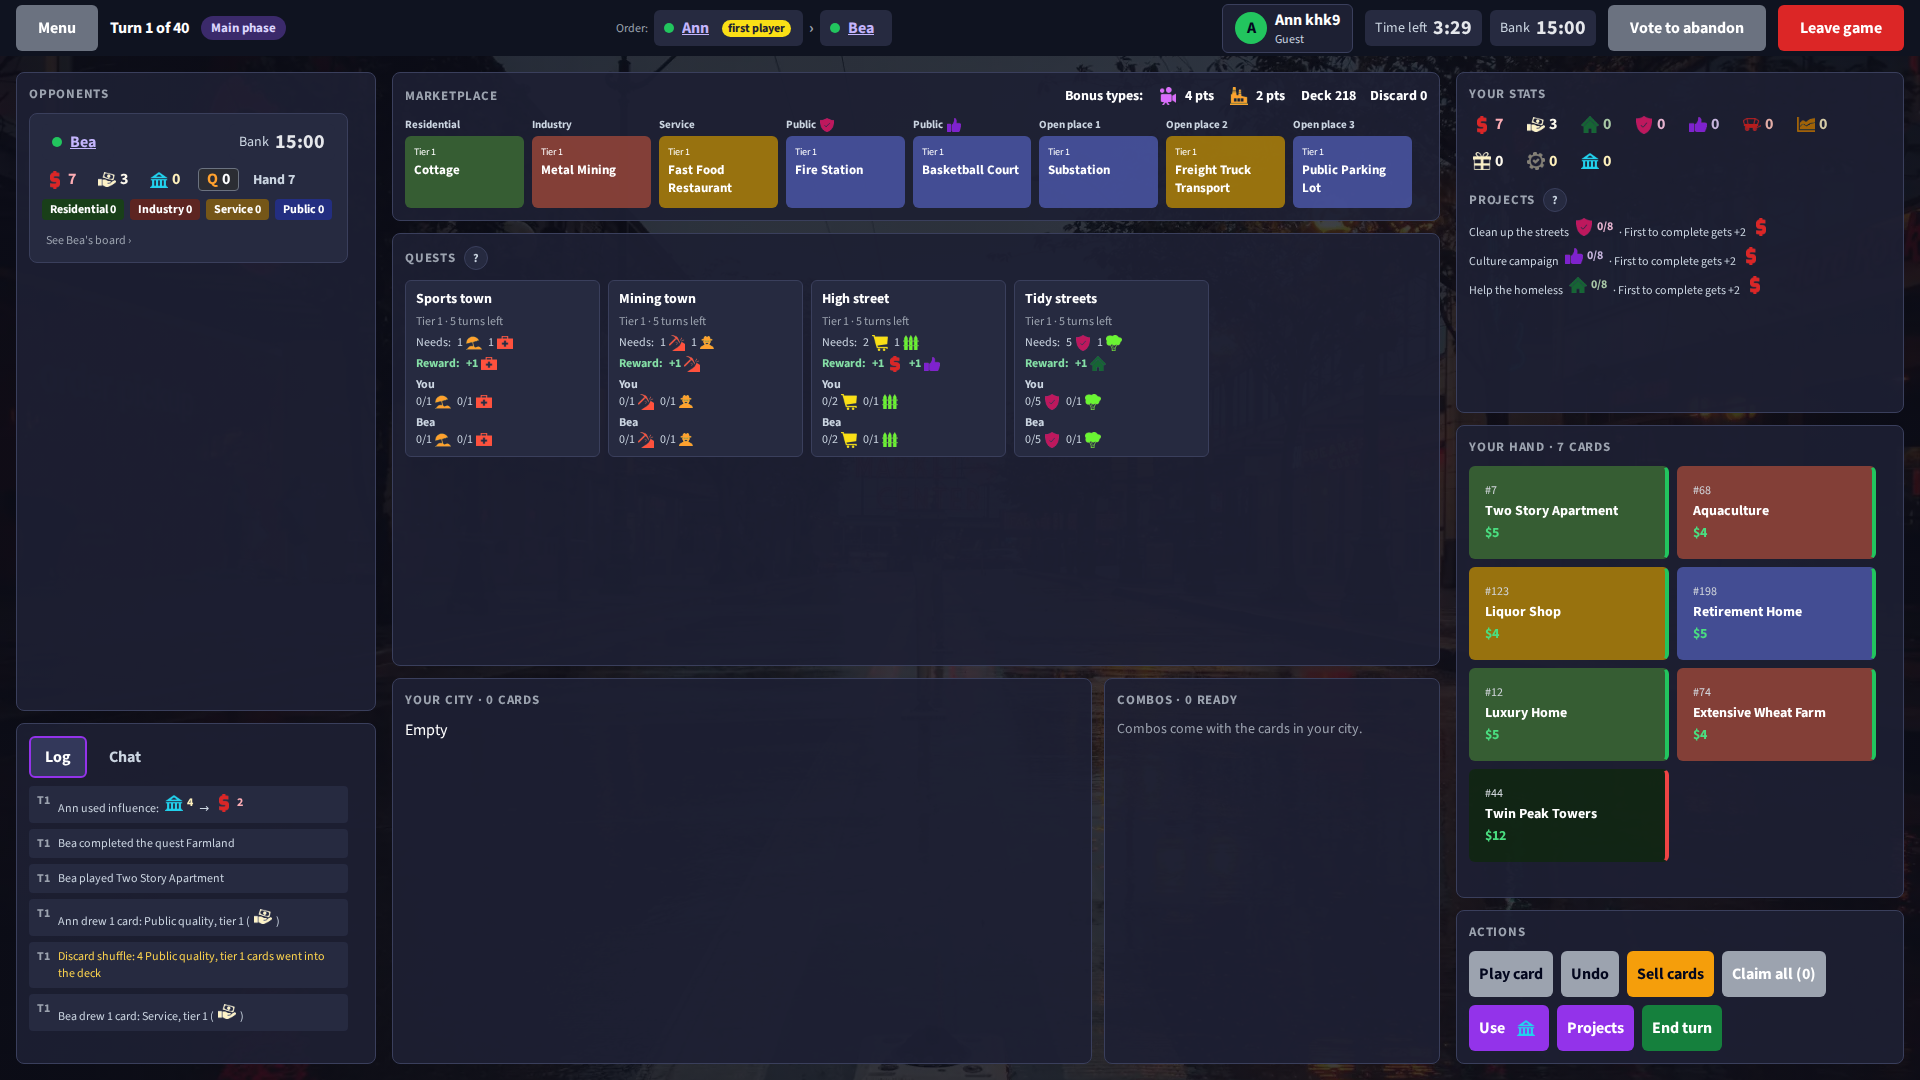 Menu
Turn 1 of 40
Main phase
Order:
Ann
first player
›
Bea
A
Ann khk9
Guest
Time left 3:29
Bank 15:00
Vote to abandon
Leave game
OPPONENTS
Bea
Bank 15:00
7
3
0
Q 0
Hand 7
Residential 0
Industry 0
Service 0
Public 0
See Bea's board ›
Log
Chat
T1 Ann used influence: 4 → 2
T1 Bea completed the quest Farmland
T1 Bea played Two Story Apartment
T1 Ann drew 1 card: Public quality, tier 1 ( )
T1 Discard shuffle: 4 Public quality, tier 1 cards went into
the deck
T1 Bea drew 1 card: Service, tier 1 ( )
MARKETPLACE
Bonus types: 4 pts 2 pts Deck 218 Discard 0
Residential
Tier 1
Cottage
Industry
Tier 1
Metal Mining
Service
Tier 1
Fast Food
Restaurant
Public
Tier 1
Fire Station
Public
Tier 1
Basketball Court
Open place 1
Tier 1
Substation
Open place 2
Tier 1
Freight Truck
Transport
Open place 3
Tier 1
Public Parking
Lot
QUESTS ?
Sports town
Tier 1 · 5 turns left
Needs: 1 1
Reward: +1
You
0/1 0/1
Bea
0/1 0/1
Mining town
Tier 1 · 5 turns left
Needs: 1 1
Reward: +1
You
0/1 0/1
Bea
0/1 0/1
High street
Tier 1 · 5 turns left
Needs: 2 1
Reward: +1 +1
You
0/2 0/1
Bea
0/2 0/1
Tidy streets
Tier 1 · 5 turns left
Needs: 5 1
Reward: +1
You
0/5 0/1
Bea
0/5 0/1
YOUR CITY · 0 CARDS
Empty
COMBOS · 0 READY
Combos come with the cards in your city.
YOUR STATS
7 3 0 0 0 0 0
0 0 0
PROJECTS ?
Clean up the streets 0/8 · First to complete gets +2
Culture campaign 0/8 · First to complete gets +2
Help the homeless 0/8 · First to complete gets +2
YOUR HAND · 7 CARDS
#7
Two Story Apartment
$5
#68
Aquaculture
$4
#123
Liquor Shop
$4
#198
Retirement Home
$5
#12
Luxury Home
$5
#74
Extensive Wheat Farm
$4
#44
Twin Peak Towers
$12
ACTIONS
Play card
Undo
Sell cards
Claim all (0)
Use
Projects
End turn